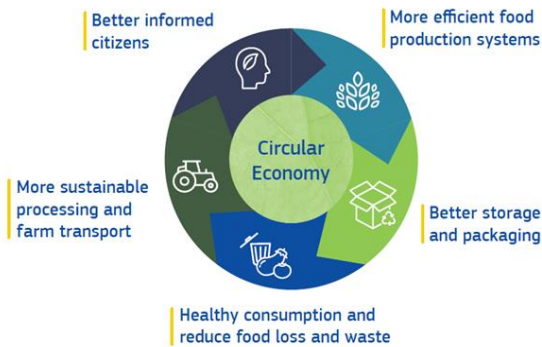 Better informed
citizens
More efficient food
production systems
Circular
Economy
More sustainable
processing and
farm transport
Better storage
and packaging
Healthy consumption and
reduce food loss and waste